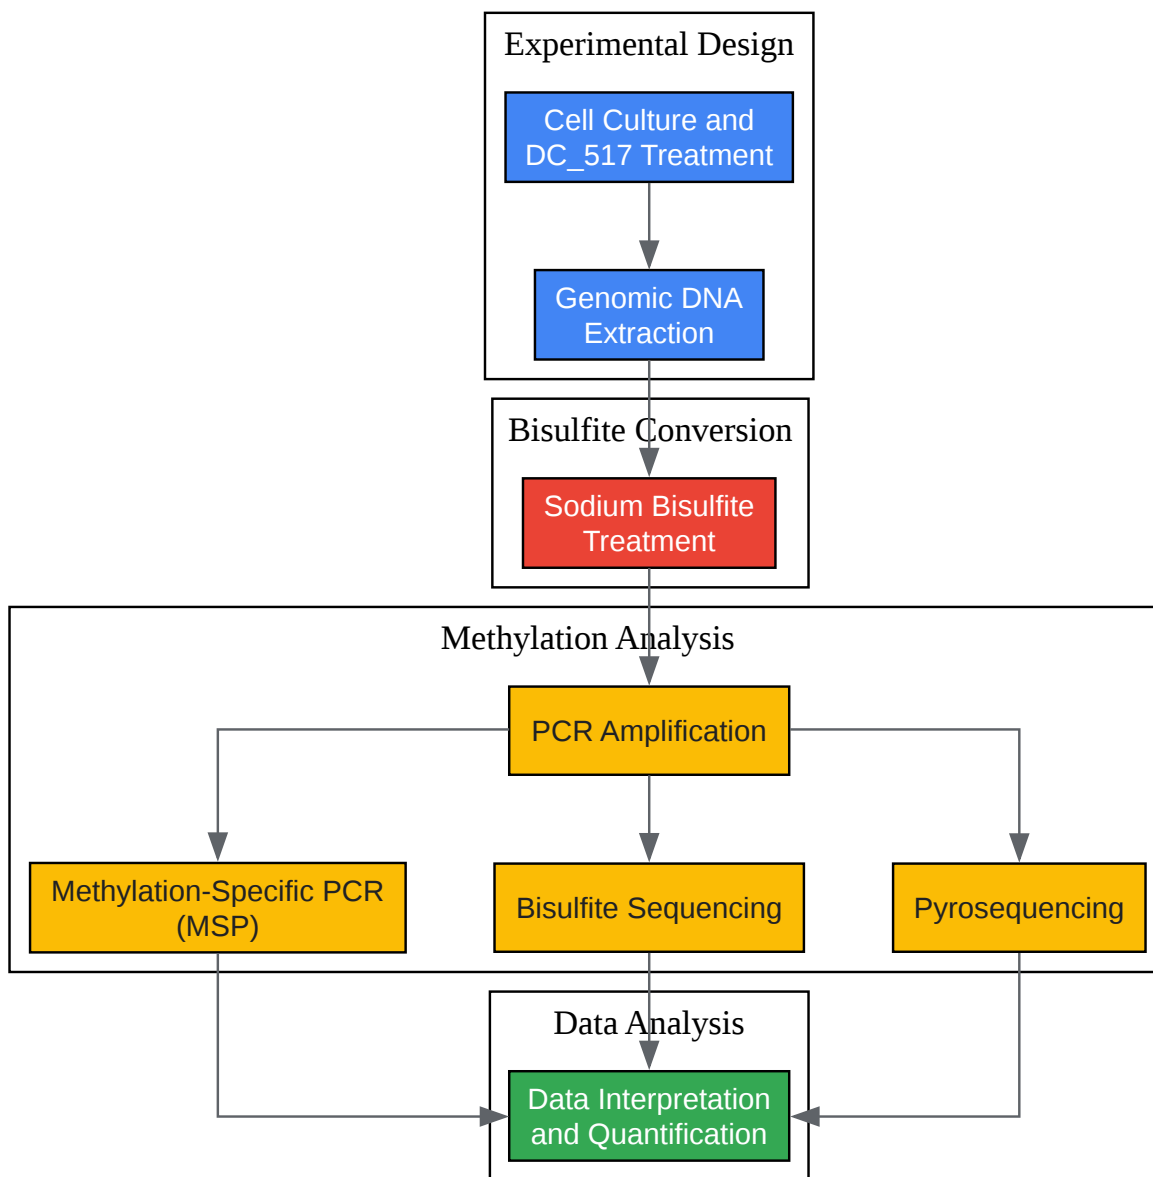 Experimental Design
Cell Culture and
DC_517 Treatment
Genomic DNA
Extraction
Bisulfite Conversion
Sodium Bisulfite
Treatment
Methylation Analysis
PCR Amplification
Methylation-Specific PCR
(MSP)
Bisulfite Sequencing
Pyrosequencing
Data Analysis
Data Interpretation
and Quantification